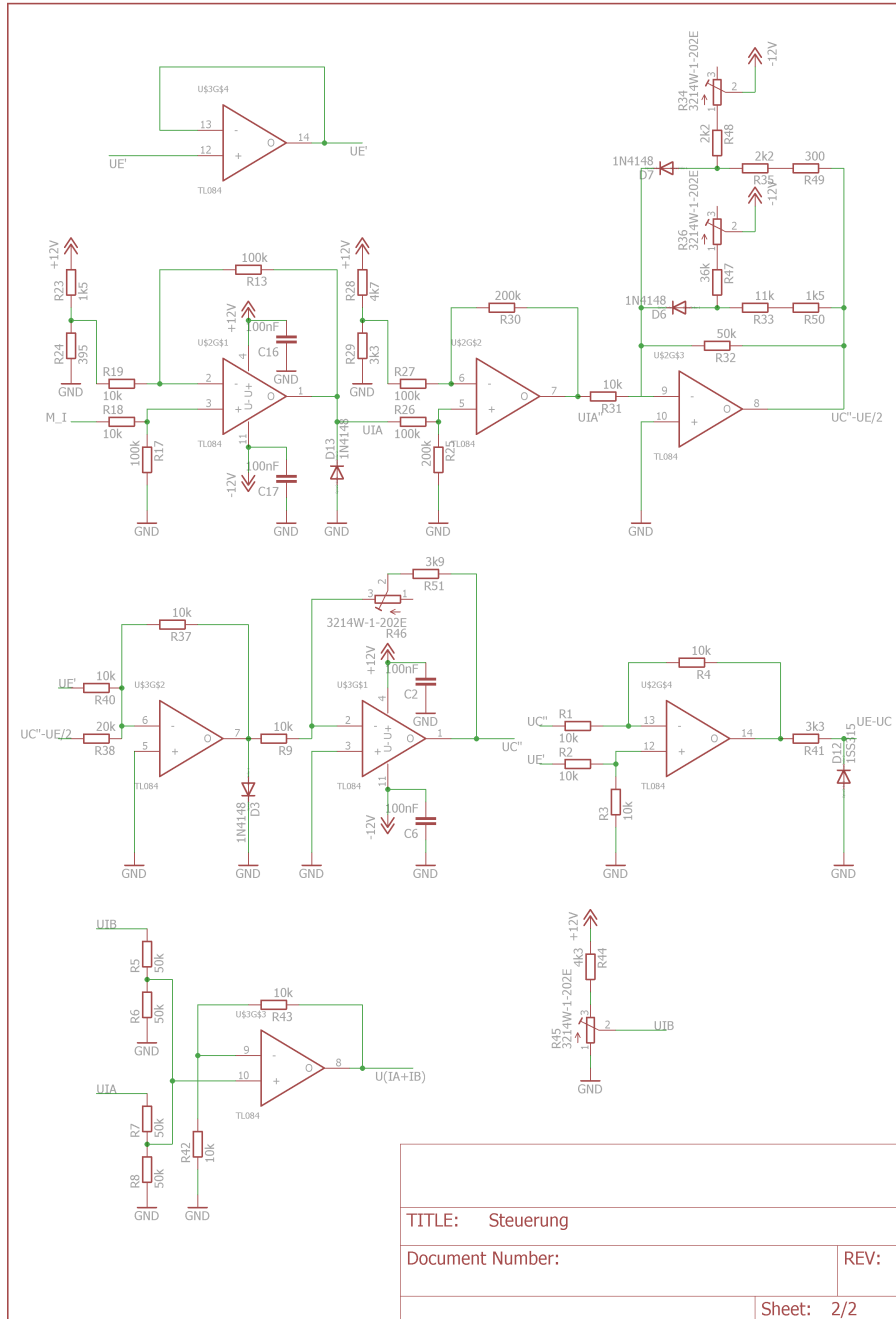 U$3G$4
13
-
12
+
O
14
TL084
UE'
UE'
R34
3214W-1-202E
3
2
1
-12V
2k2
R48
1N4148
D7
2k2
R35
300
R49
R36
3214W-1-202E
3
2
1
-12V
36k
R47
1N4148
D6
11k
R33
1k5
R50
50k
R32
+12V
R23
1k5
R24
395
GND
100k
R13
+12V
100nF
C16
GND
U$2G$1
4
2
-
3
+
U-
U+
O
1
11
TL084
R19
10k
M_I
R18
10k
100k
R17
GND
-12V
100nF
C17
GND
D13
1N4148
GND
UIA
+12V
R28
4k7
R29
3k3
GND
R27
100k
R26
100k
200k
R30
U$2G$2
6
-
5
+
O
7
TL084
200k
R25
GND
UIA"
10k
R31
U$2G$3
9
-
10
+
O
8
TL084
GND
UC"-UE/2
10k
R37
UE'
10k
R40
UC"-UE/2
20k
R38
U$3G$2
6
-
5
+
O
7
TL084
GND
1N4148
D3
GND
10k
R9
3k9
R51
2
3
1
3214W-1-202E
R46
+12V
100nF
C2
GND
U$3G$1
4
2
-
3
+
U-
U+
O
1
11
TL084
GND
-12V
100nF
C6
GND
UC"
10k
R4
UC"
R1
10k
UE'
R2
10k
U$2G$4
13
-
12
+
O
14
TL084
R3
10k
GND
3k3
R41
UE-UC
D12
1SS315
GND
UIB
R5
50k
R6
50k
GND
UIA
R7
50k
R8
50k
GND
10k
R43
U$3G$3
9
-
10
+
O
8
TL084
U(IA+IB)
R42
10k
GND
+12V
4k3
R44
R45
3214W-1-202E
3
2
1
UIB
GND
TITLE: Steuerung
Document Number:
REV:
Sheet: 2/2